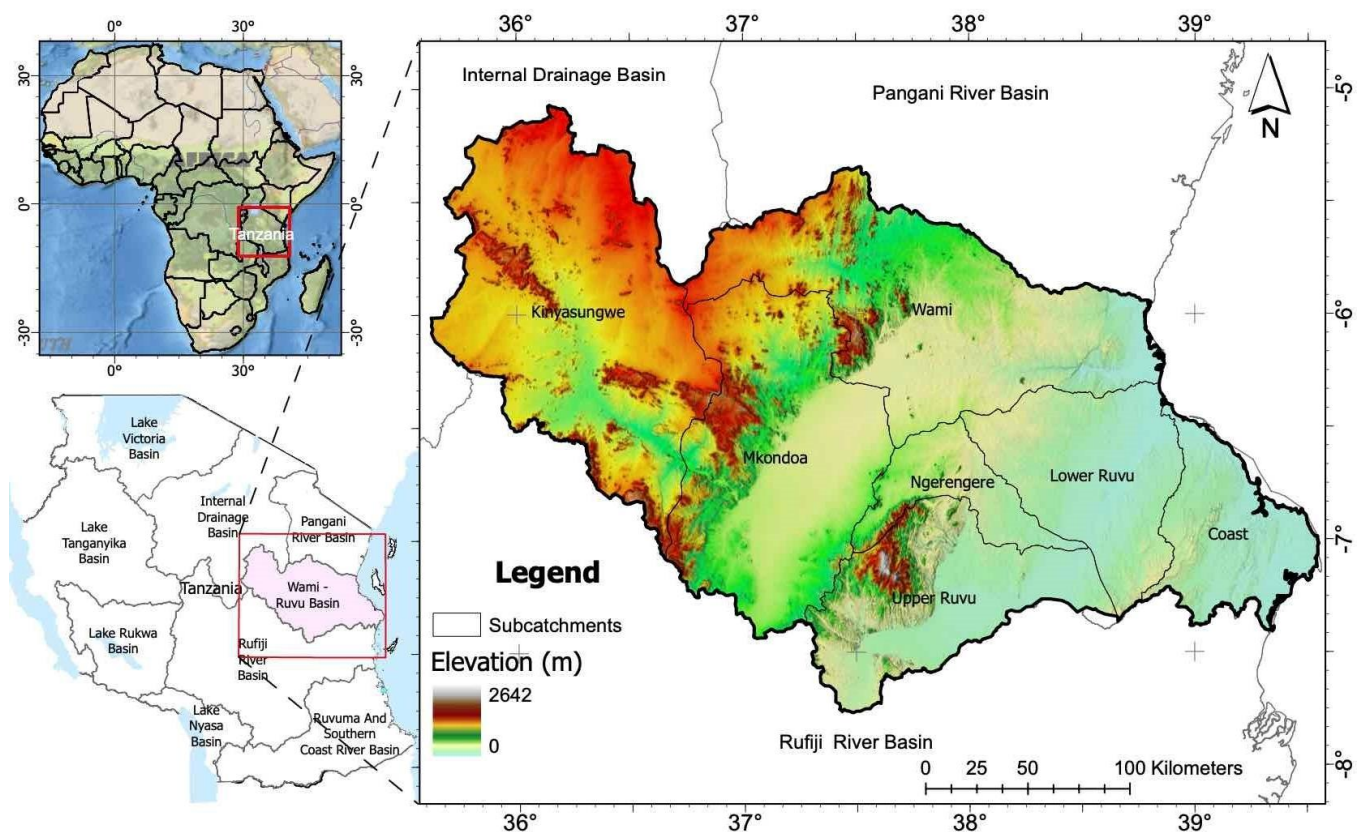 0°
30°
30°
0°
-30°
30°
0°
-30°
Tanzania
0°
30°
36°
37°
38°
39°
-5°
-6°
-7°
-8°
36°
37°
38°
39°
Internal Drainage Basin
Pangani River Basin
N
Kinyasungwe
Wami
Mkondoa
Ngerengere
Lower Ruvu
Coast
Upper Ruvu
Rufiji River Basin
0 25 50 100 Kilometers
Legend
Subcatchments
Elevation (m)
2642
0
Lake
Victoria
Basin
Internal
Drainage
Basin
Pangani
River Basin
Lake
Tanganyika
Basin
Tanzania
Wami -
Ruvu Basin
Lake Rukwa
Basin
Rufiji
River
Basin
Lake
Nyasa
Basin
Ruvuma And
Southern
Coast River Basin